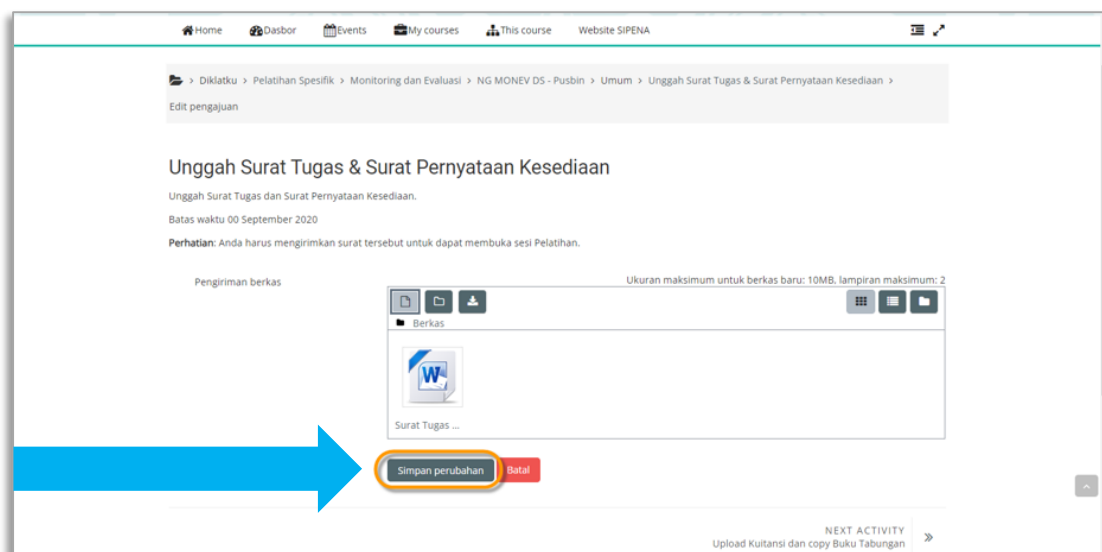 Home Dasbor Events My courses This course Website SIPENA
> Diklatku > Pelatihan Spesifik > Monitoring dan Evaluasi > NG MONEV DS - Pusbin > Umum > Unggah Surat Tugas & Surat Pernyataan Kesediaan >
Edit pengajuan
Unggah Surat Tugas & Surat Pernyataan Kesediaan
Unggah Surat Tugas dan Surat Pernyataan Kesediaan.
Batas waktu 00 September 2020
Perhatian: Anda harus mengirimkan surat tersebut untuk dapat membuka sesi Pelatihan.
Pengiriman berkas
Ukuran maksimum untuk berkas baru: 10MB, lampiran maksimum: 2
Berkas
W
Surat Tugas ...
Simpan perubahan Batal
NEXT ACTIVITY
Upload Kuitansi dan copy Buku Tabungan